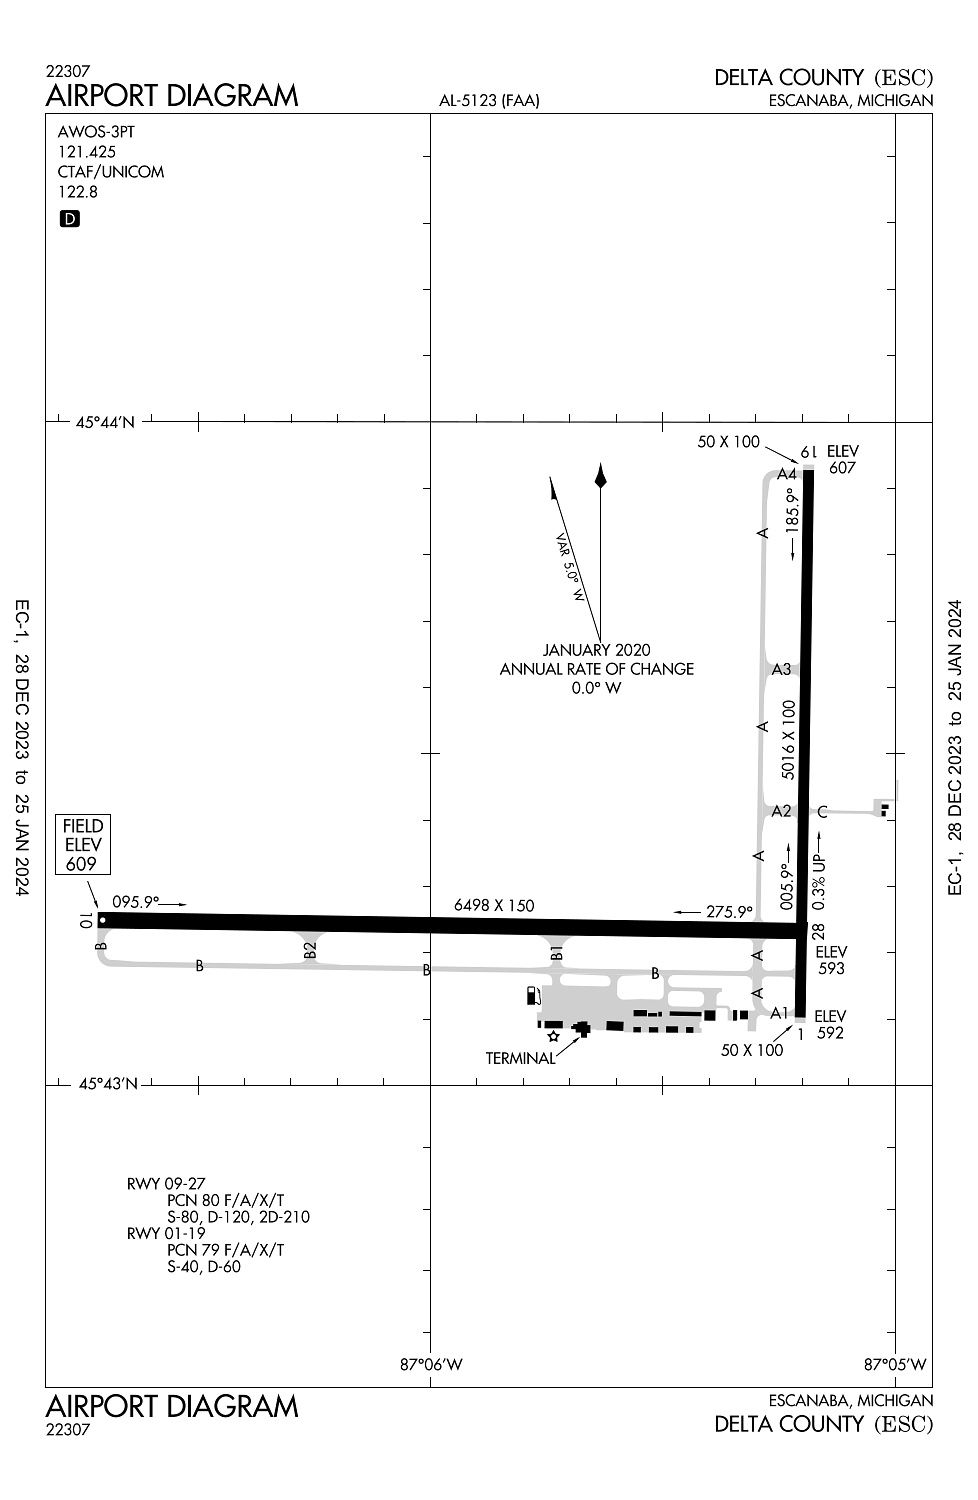 22307
AIRPORT DIAGRAM
AL-5123 (FAA)
DELTA COUNTY (ESC)
ESCANABA, MICHIGAN
AWOS-3PT
121.425
CTAF/UNICOM
122.8
D
45°44'N
50 X 100
19
ELEV
607
A4
185.9°
A
VAR 5.0° W
JANUARY 2020
ANNUAL RATE OF CHANGE
0.0° W
A3
A
5016 X 100
EC-1, 28 DEC 2023 to 25 JAN 2024
EC-1, 28 DEC 2023 to 25 JAN 2024
A2
C
FIELD
ELEV
609
A
005.9°
0.3% UP
10
095.9°
6498 X 150
275.9°
28
ELEV
593
B
B2
B1
A
B
B
B
A
A1
ELEV
592
1
50 X 100
TERMINAL
45°43'N
RWY 09-27
PCN 80 F/A/X/T
S-80, D-120, 2D-210
RWY 01-19
PCN 79 F/A/X/T
S-40, D-60
87°06'W
87°05'W
AIRPORT DIAGRAM
22307
ESCANABA, MICHIGAN
DELTA COUNTY (ESC)